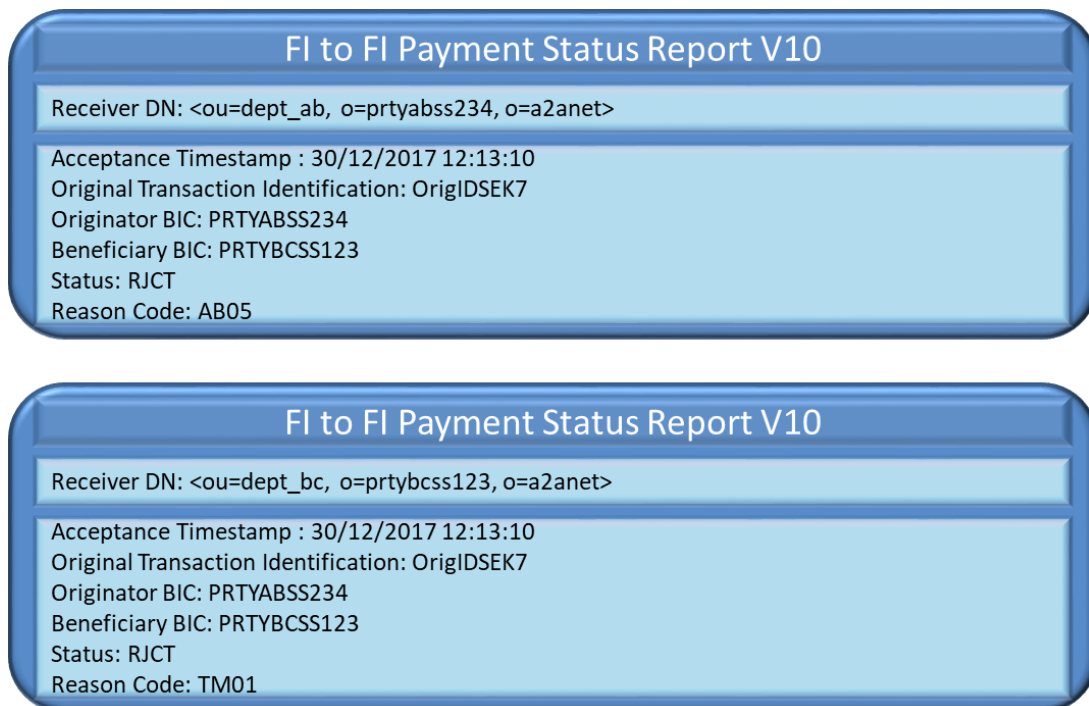 FI to FI Payment Status Report V10
Receiver DN: <ou=dept_ab, o=prtyabss234, o=a2anet>
Acceptance Timestamp : 30/12/2017 12:13:10
Original Transaction Identification: OrigIDSEK7
Originator BIC: PRTYABSS234
Beneficiary BIC: PRTYBCSS123
Status: RJCT
Reason Code: AB05
FI to FI Payment Status Report V10
Receiver DN: <ou=dept_bc, o=prtybcss123, o=a2anet>
Acceptance Timestamp : 30/12/2017 12:13:10
Original Transaction Identification: OrigIDSEK7
Originator BIC: PRTYABSS234
Beneficiary BIC: PRTYBCSS123
Status: RJCT
Reason Code: TM01